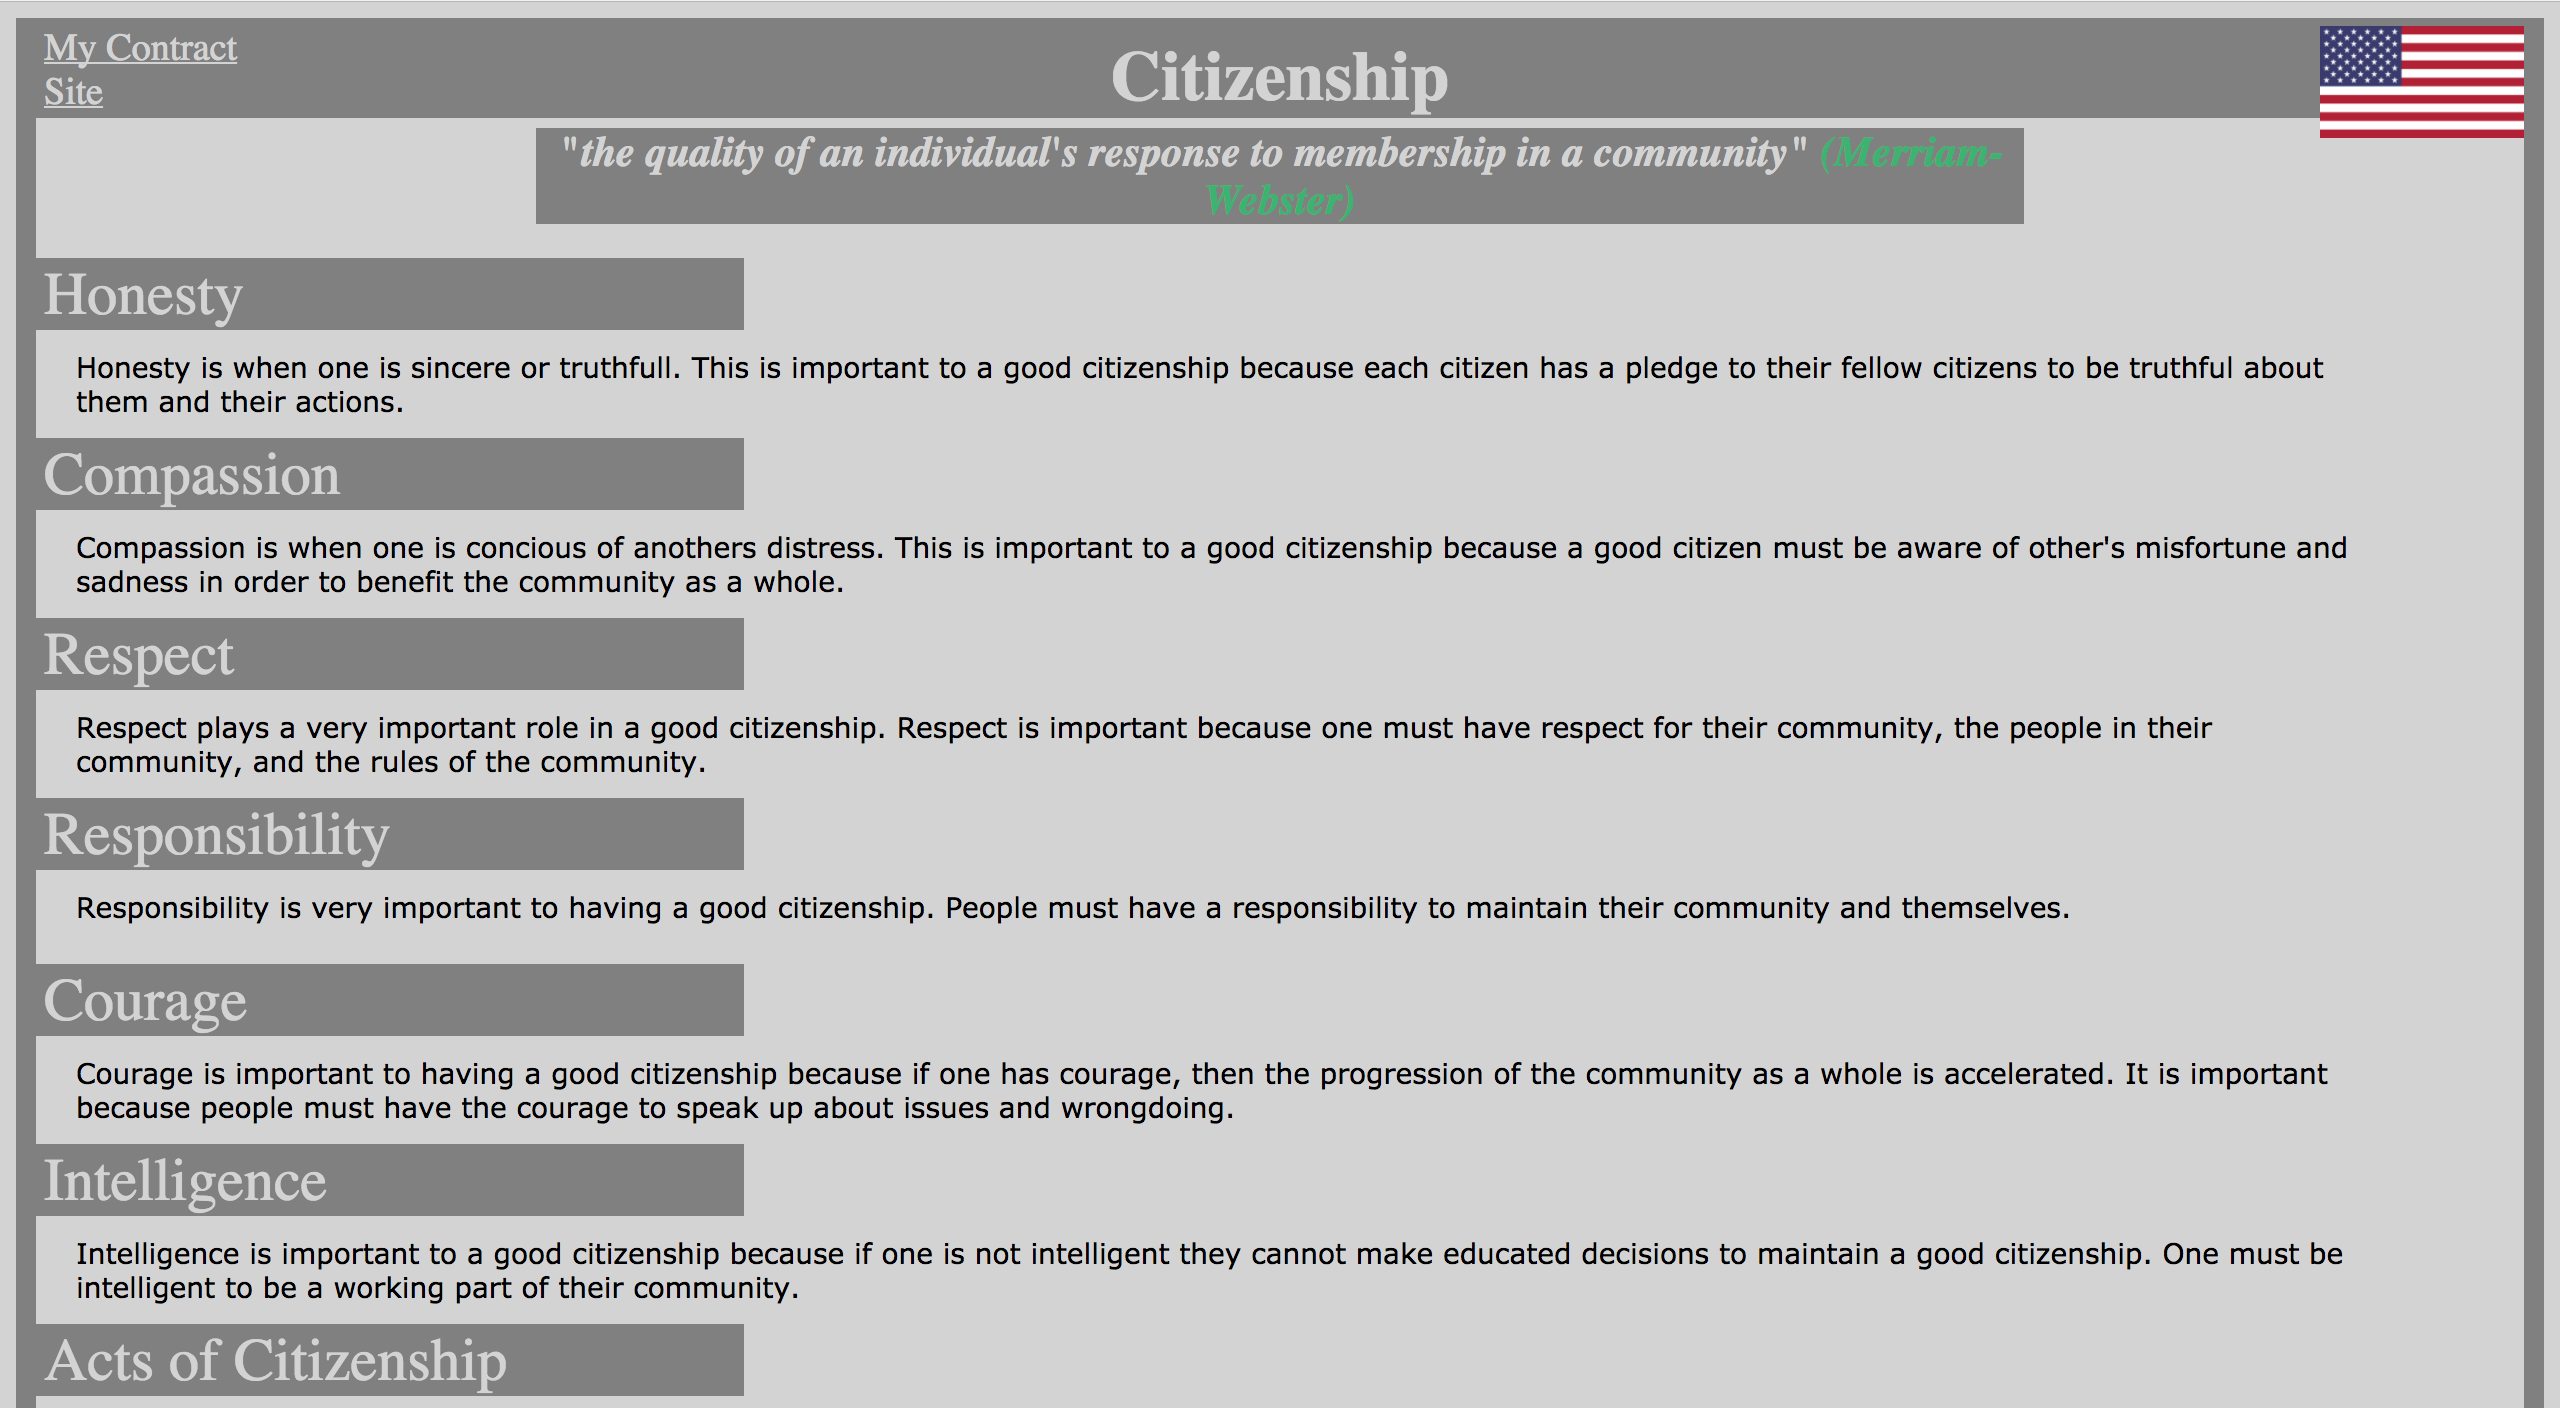 My Contract
Site
Citizenship
"the quality of an individual's response to membership in a community" (Merriam-
Webster)
Honesty
Honesty is when one is sincere or truthfull. This is important to a good citizenship because each citizen has a pledge to their fellow citizens to be truthful about
them and their actions.
Compassion
Compassion is when one is concious of anothers distress. This is important to a good citizenship because a good citizen must be aware of other's misfortune and
sadness in order to benefit the community as a whole.
Respect
Respect plays a very important role in a good citizenship. Respect is important because one must have respect for their community, the people in their
community, and the rules of the community.
Responsibility
Responsibility is very important to having a good citizenship. People must have a responsibility to maintain their community and themselves.
Courage
Courage is important to having a good citizenship because if one has courage, then the progression of the community as a whole is accelerated. It is important
because people must have the courage to speak up about issues and wrongdoing.
Intelligence
Intelligence is important to a good citizenship because if one is not intelligent they cannot make educated decisions to maintain a good citizenship. One must be
intelligent to be a working part of their community.
Acts of Citizenship